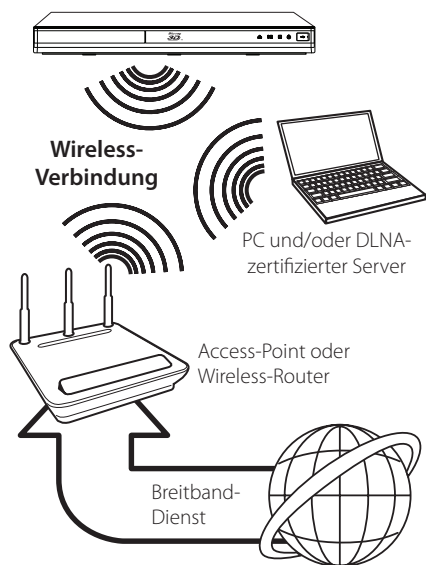 3D
Wireless-
Verbindung
PC und/oder DLNA-
zertifizierter Server
Access-Point oder
Wireless-Router
Breitband-
Dienst